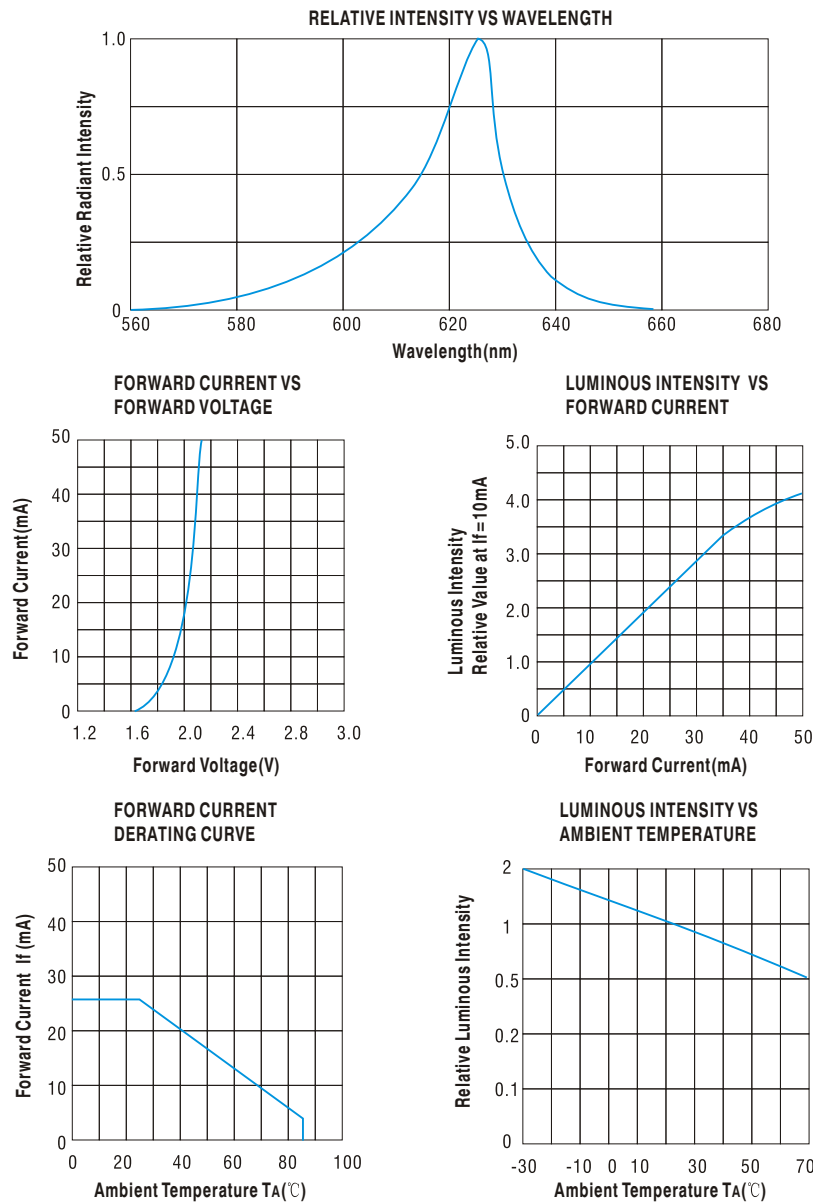 RELATIVE INTENSITY VS WAVELENGTH
Relative Radiant Intensity
1.0
0.5
0
560 580 600 620 640 660 680
Wavelength(nm)
FORWARD CURRENT VS
FORWARD VOLTAGE
Forward Current(mA)
50
40
30
20
10
0
1.2 1.6 2.0 2.4 2.8 3.0
Forward Voltage(V)
LUMINOUS INTENSITY VS
FORWARD CURRENT
Luminous Intensity
Relative Value at If=10mA
5.0
4.0
3.0
2.0
1.0
0
0 10 20 30 40 50
Forward Current(mA)
FORWARD CURRENT
DERATING CURVE
Forward Current If (mA)
50
40
30
20
10
0
0 20 40 60 80 100
Ambient Temperature TA(℃)
LUMINOUS INTENSITY VS
AMBIENT TEMPERATURE
Relative Luminous Intensity
2
1
0.5
0.2
0.1
0
-30 -10 0 10 30 50 70
Ambient Temperature TA(℃)